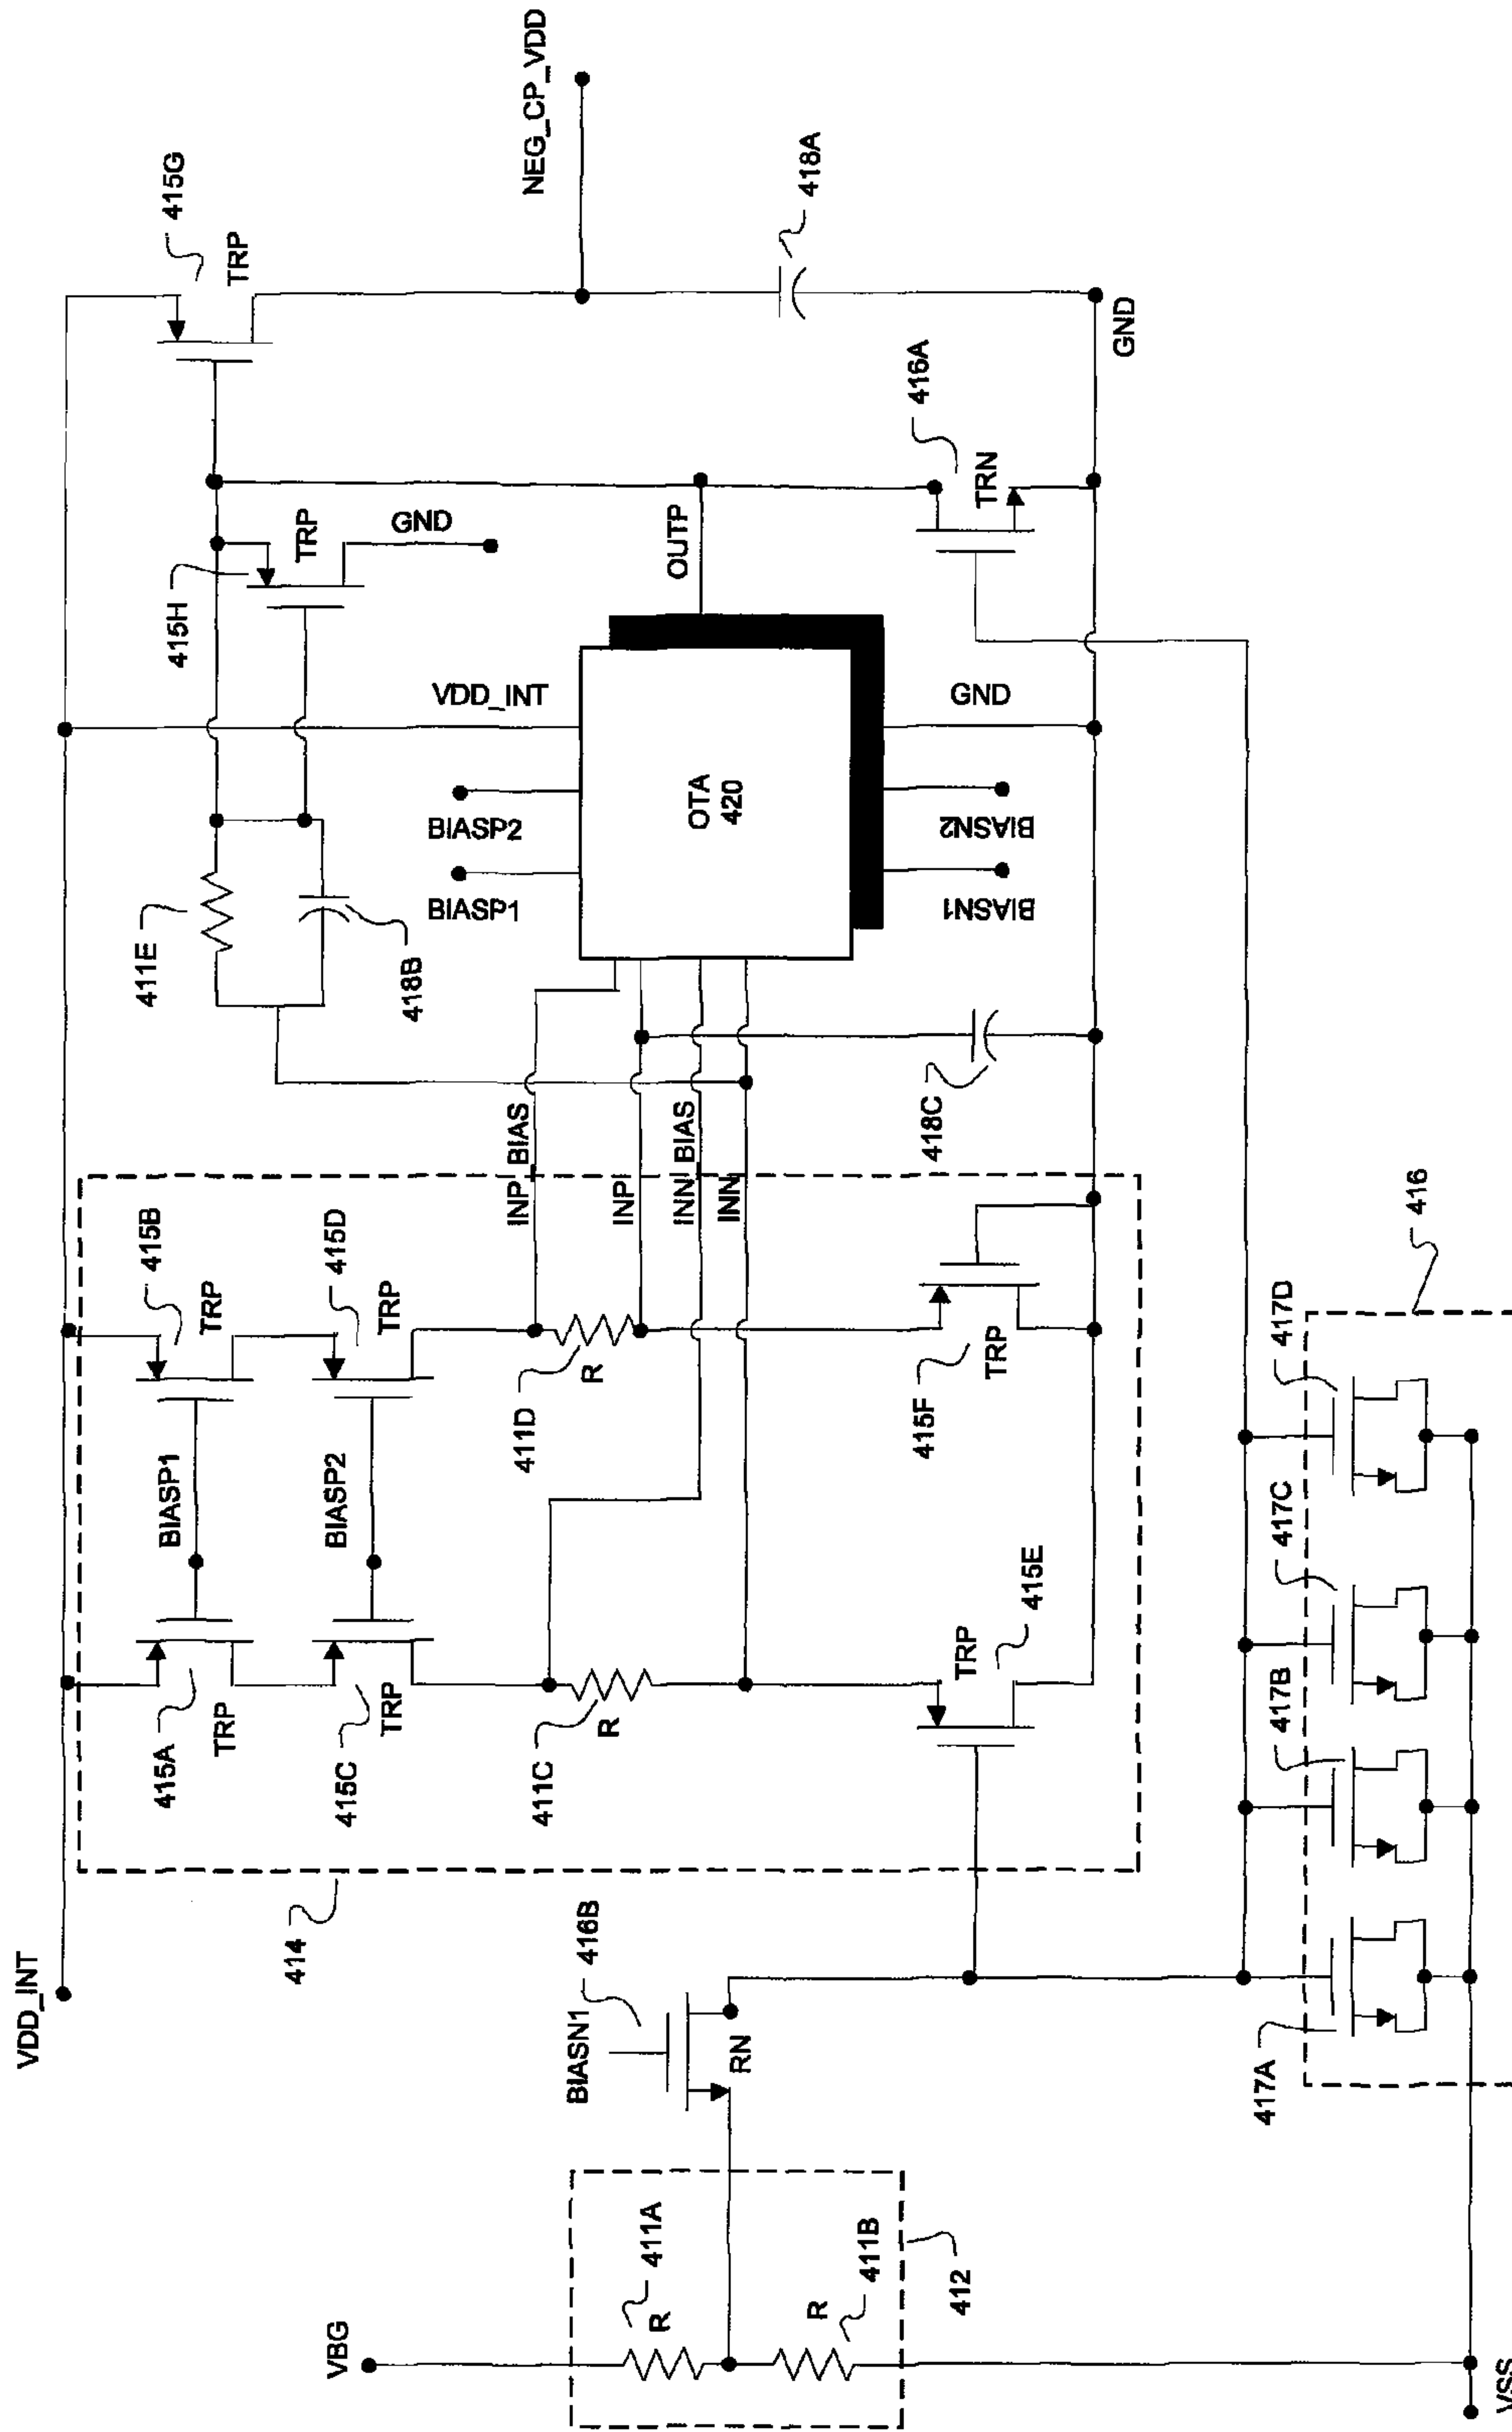 VDD_INT
VBG
411A
R
R
411B
412
BIASN1
416B
RN
414
415A
TRP
BIASP1
415B
TRP
415C
TRP
BIASP2
415D
TRP
411C
R
411D
R
INP_BIAS
INP
INN_BIAS
INN
TRP
415E
415F
TRP
411E
418B
418C
BIASP1
BIASP2
VDD_INT
OTA
420
BIASN1
BIASN2
GND
415H
TRP
GND
OUTP
415G
TRP
416A
TRN
NEG_CP_VDD
418A
GND
417A
417B
417C
417D
416
VSS